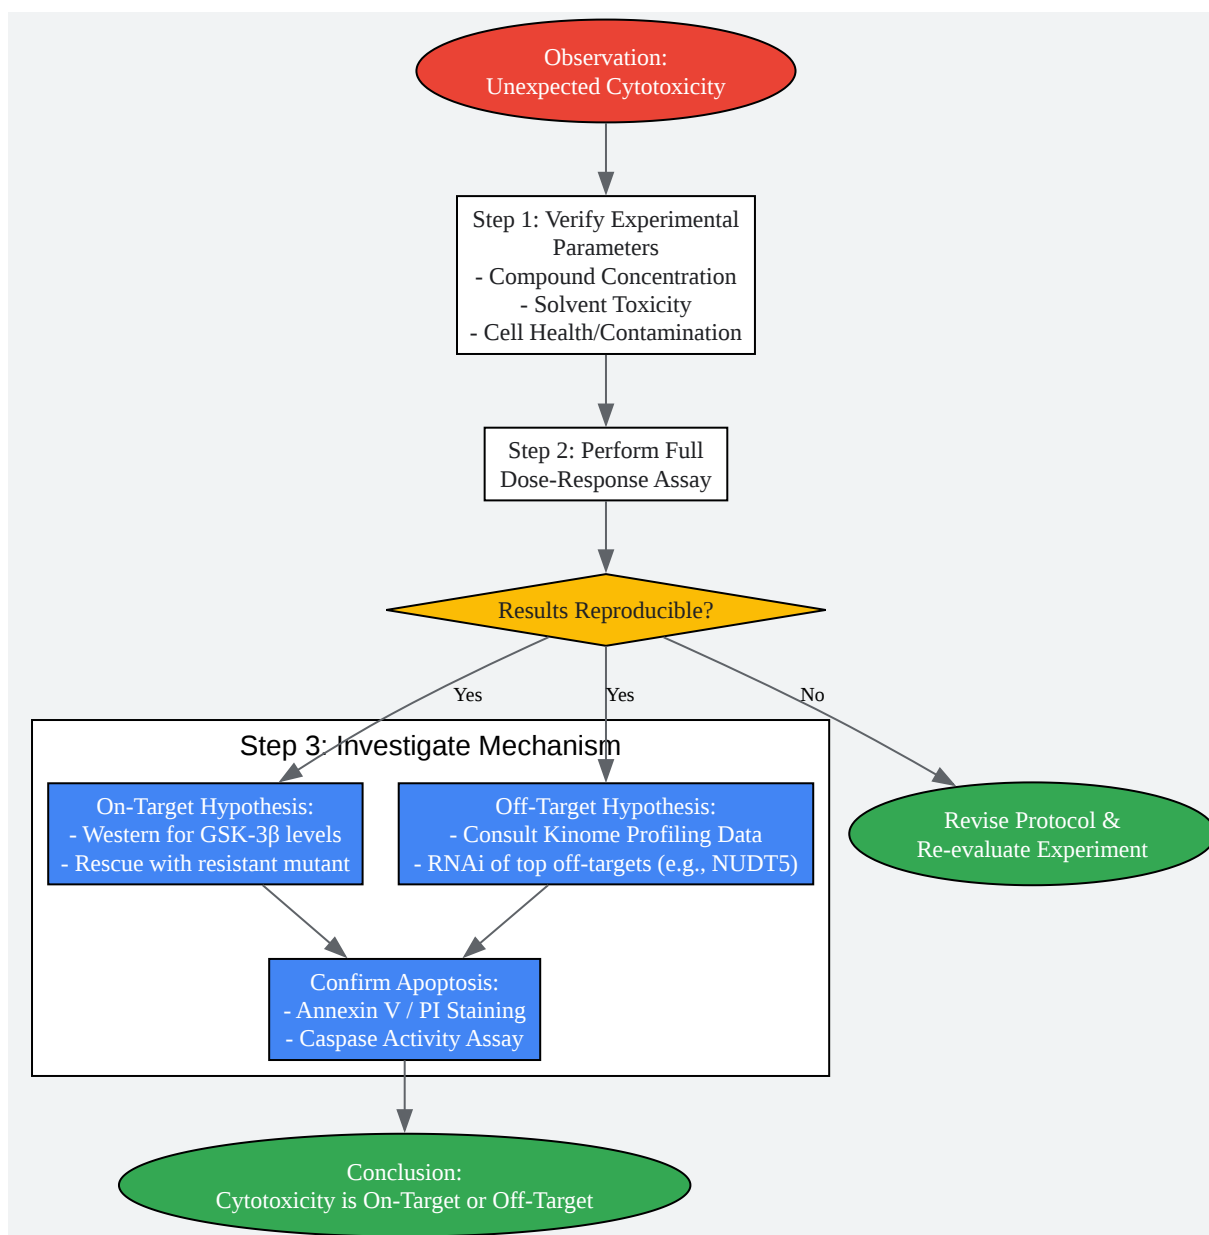 Observation:
Unexpected Cytotoxicity
Step 1: Verify Experimental
Parameters
- Compound Concentration
- Solvent Toxicity
- Cell Health/Contamination
Step 2: Perform Full
Dose-Response Assay
Results Reproducible?
Yes
Yes
No
Step 3: Investigate Mechanism
On-Target Hypothesis:
- Western for GSK-3β levels
- Rescue with resistant mutant
Off-Target Hypothesis:
- Consult Kinome Profiling Data
- RNAi of top off-targets (e.g., NUDT5)
Revise Protocol &
Re-evaluate Experiment
Confirm Apoptosis:
- Annexin V / PI Staining
- Caspase Activity Assay
Conclusion:
Cytotoxicity is On-Target or Off-Target